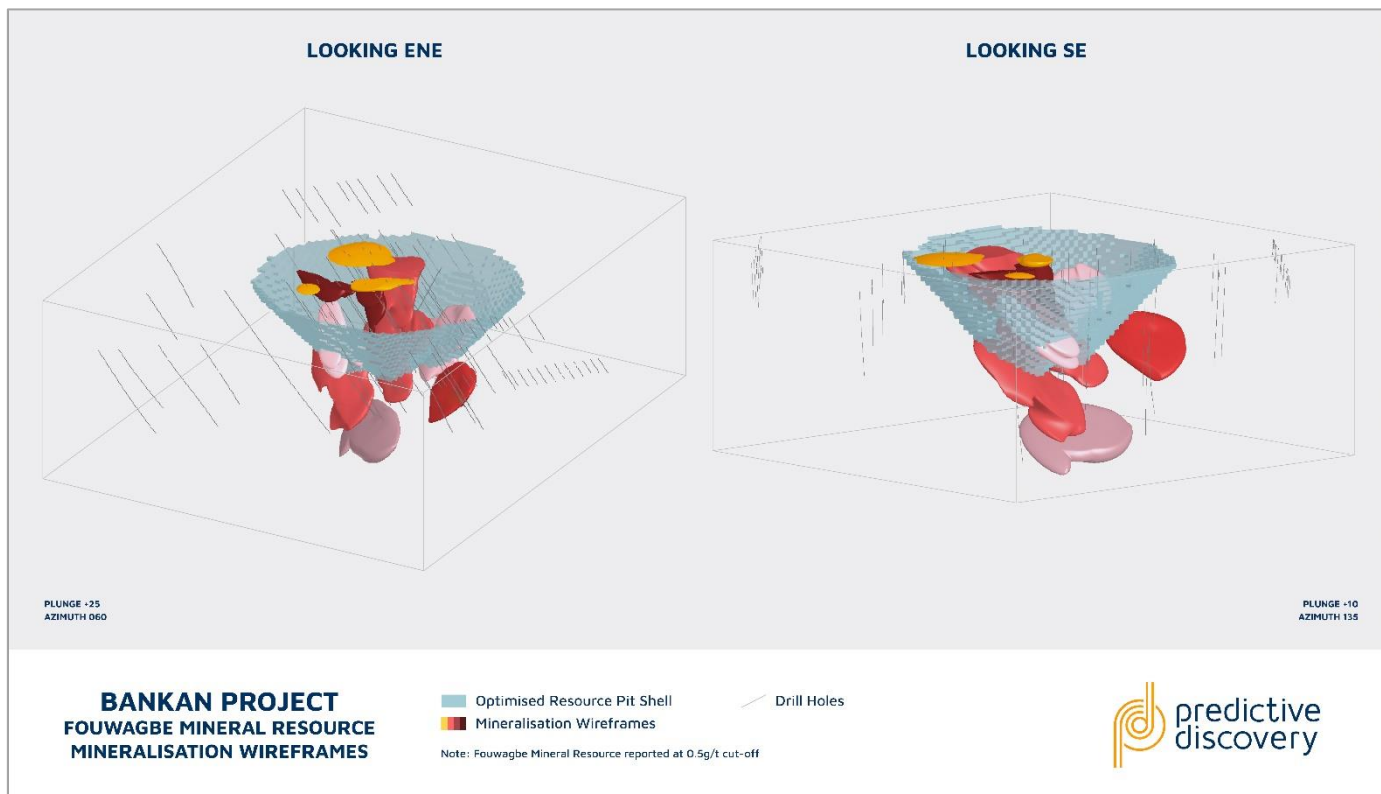 LOOKING ENE
LOOKING SE
PLUNGE +25
AZIMUTH 060
PLUNGE +10
AZIMUTH 135
BANKAN PROJECT
FOUWAGBE MINERAL RESOURCE
MINERALISATION WIREFRAMES
Optimised Resource Pit Shell
Drill Holes
Mineralisation Wireframes
Note: Fouwagbe Mineral Resource reported at 0.5g/t cut-off
predictive
discovery